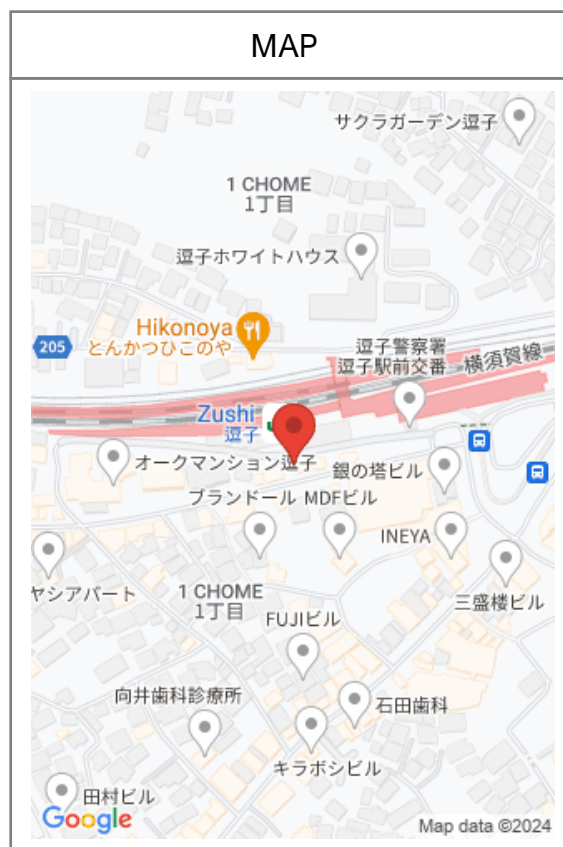 MAP
サクラガーデン逗子
1 CHOME
1丁目
逗子ホワイトハウス
Hikonoya
とんかつひこのや
205
逗子警察署
逗子駅前交番
横須賀線
Zushi
逗子
オークマンション逗子
銀の塔ビル
ブランドール MDFビル
INEYA
ヤシアパート
1 CHOME
1丁目
三盛楼ビル
FUJIビル
向井歯科診療所
石田歯科
キラボシビル
田村ビル
Google
Map data ©2024